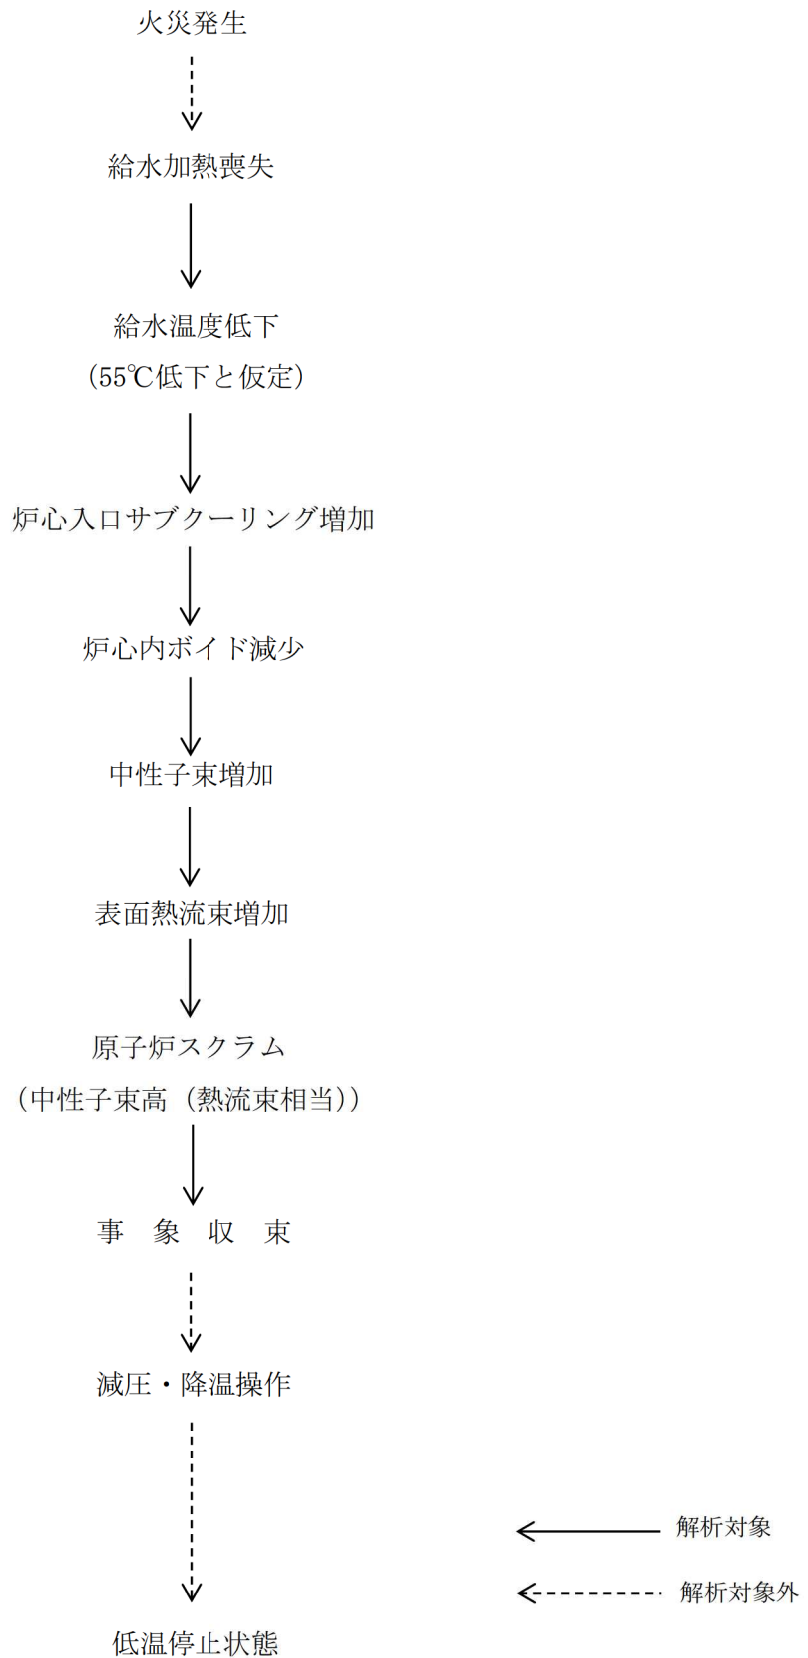 火災発生
給水加熱喪失
給水温度低下
（55℃低下と仮定）
炉心入口サブクーリング増加
炉心内ボイド減少
中性子束増加
表面熱流束増加
原子炉スクラム
（中性子束高（熱流束相当））
事　象　収　束
減圧・降温操作
解析対象
解析対象外
低温停止状態